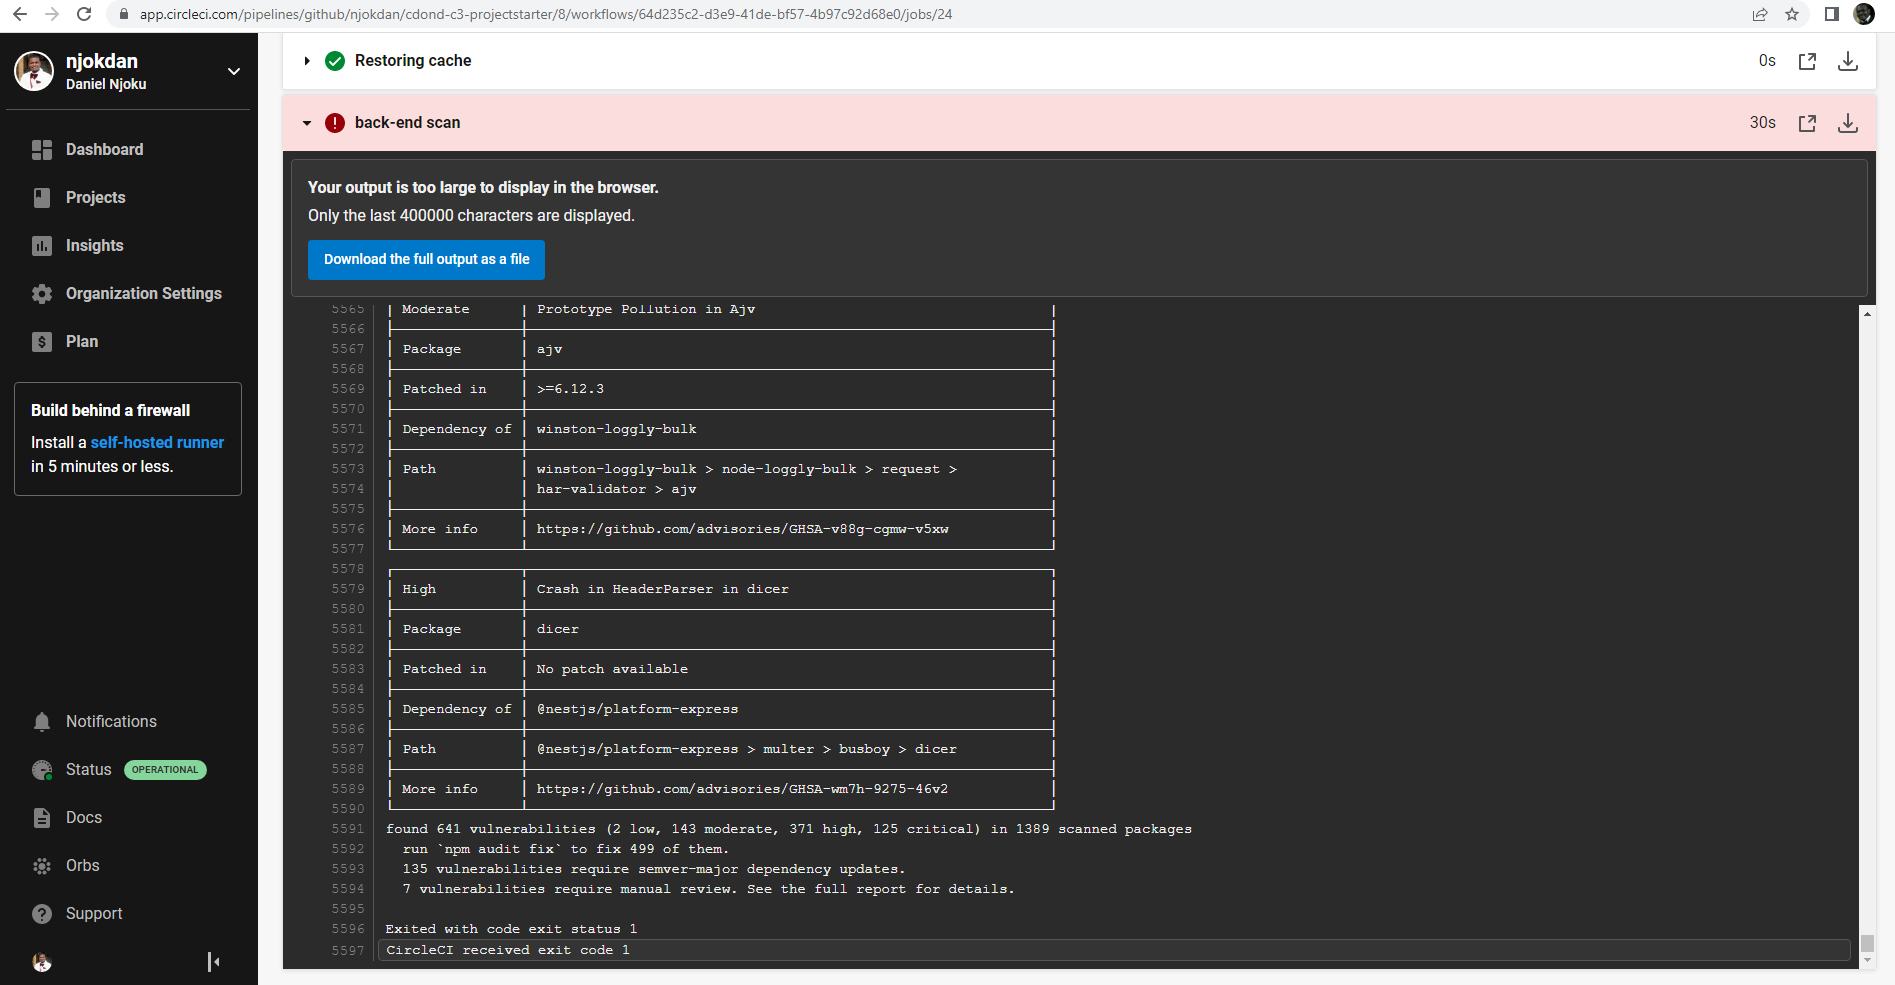 app.circleci.com/pipelines/github/njokdan/cdond-c3-projectstarter/8/workflows/64d235c2-d3e9-41de-bf57-4b97c92d68e0/jobs/24
njokdan
Daniel Njoku
Dashboard
Projects
Insights
Organization Settings
Plan
Build behind a firewall
Install a self-hosted runner
in 5 minutes or less.
Notifications
Status OPERATIONAL
Docs
Orbs
Support
Restoring cache 0s
back-end scan 30s
Your output is too large to display in the browser.
Only the last 400000 characters are displayed.
Download the full output as a file
5565 Moderate Prototype Pollution in Ajv
5566
5567 Package ajv
5568
5569 Patched in >=6.12.3
5570
5571 Dependency of winston-loggly-bulk
5572
5573 Path winston-loggly-bulk > node-loggly-bulk > request >
5574 har-validator > ajv
5575
5576 More info https://github.com/advisories/GHSA-v88g-cgmw-v5xw
5577
5578
5579 High Crash in HeaderParser in dicer
5580
5581 Package dicer
5582
5583 Patched in No patch available
5584
5585 Dependency of @nestjs/platform-express
5586
5587 Path @nestjs/platform-express > multer > busboy > dicer
5588
5589 More info https://github.com/advisories/GHSA-wm7h-9275-46v2
5590
5591 found 641 vulnerabilities (2 low, 143 moderate, 371 high, 125 critical) in 1389 scanned packages
5592 run `npm audit fix` to fix 499 of them.
5593 135 vulnerabilities require semver-major dependency updates.
5594 7 vulnerabilities require manual review. See the full report for details.
5595
5596 Exited with code exit status 1
5597 CircleCI received exit code 1